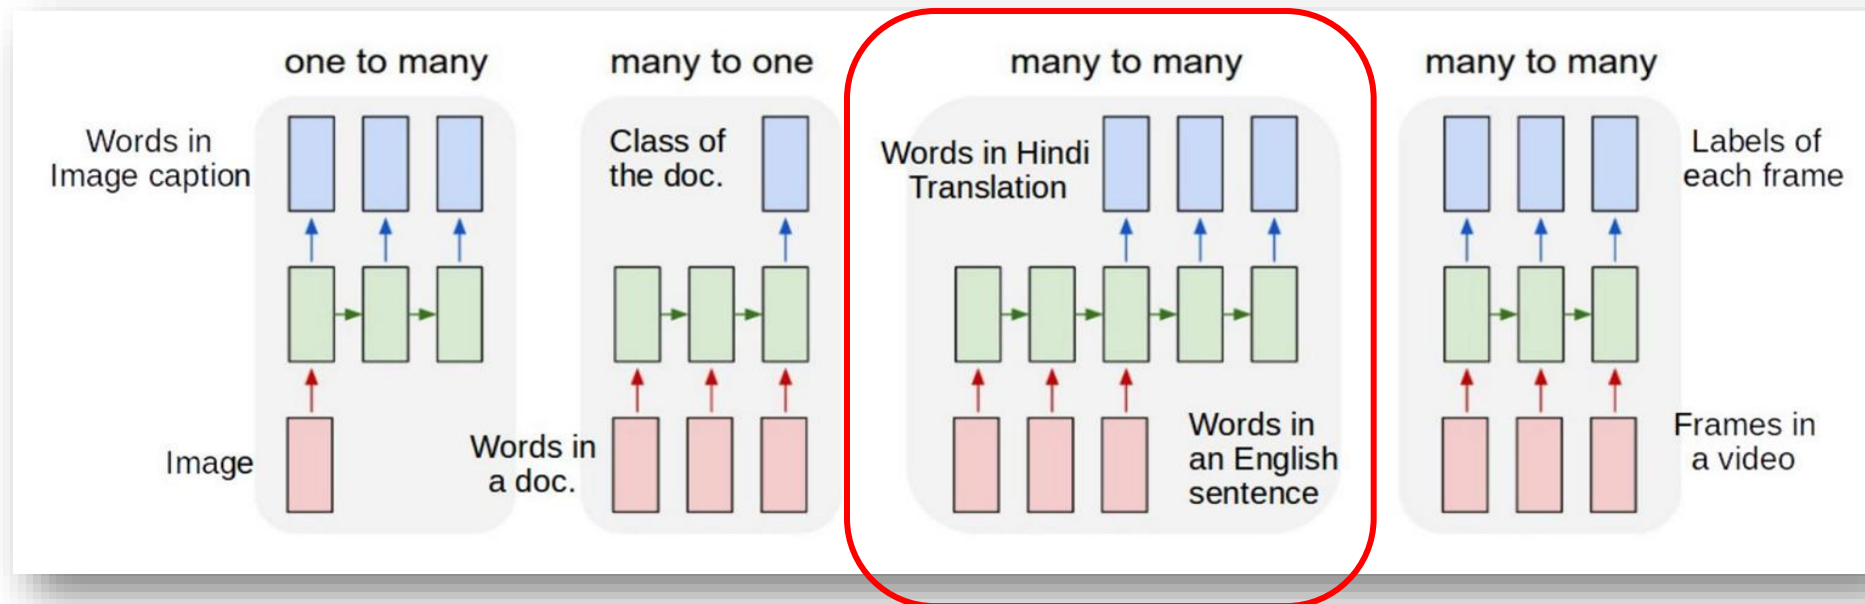 one to many
many to one
many to many
many to many
Words in
Image caption
Class of
the doc.
Words in Hindi
Translation
Labels of
each frame
Image
Words in
a doc.
Words in
an English
sentence
Frames in
a video